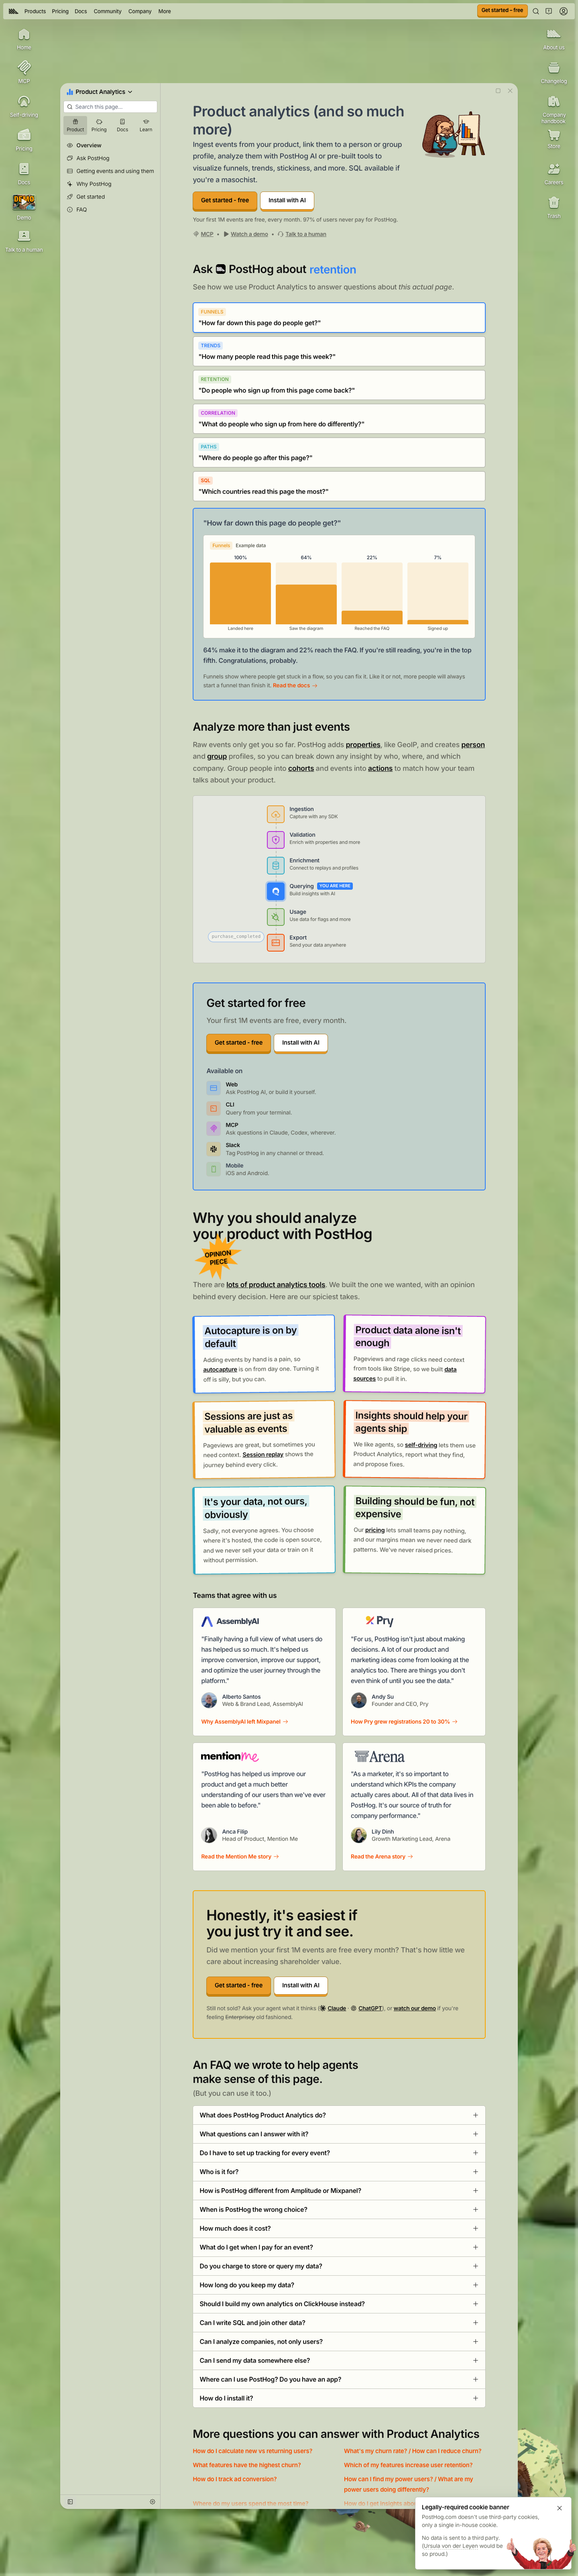 Products Pricing Docs Community Company More
Get started – free
Home
MCP
Self-driving
Pricing
Docs
Demo
Talk to a human
About us
Changelog
Company
handbook
Store
Careers
Trash
Product Analytics
Search this page...
Product Pricing Docs Learn
Overview
Ask PostHog
Getting events and using them
Why PostHog
Get started
FAQ
Product analytics (and so much
more)
Ingest events from your product, link them to a person or group
profile, analyze them with PostHog AI or pre-built tools to
visualize funnels, trends, stickiness, and more. SQL available if
you're a masochist.
Get started - free
Install with AI
Your first 1M events are free, every month. 97% of users never pay for PostHog.
MCP • Watch a demo • Talk to a human
Ask PostHog about retention
See how we use Product Analytics to answer questions about this actual page.
FUNNELS
"How far down this page do people get?"
TRENDS
"How many people read this page this week?"
RETENTION
"Do people who sign up from this page come back?"
CORRELATION
"What do people who sign up from here do differently?"
PATHS
"Where do people go after this page?"
SQL
"Which countries read this page the most?"
"How far down this page do people get?"
Funnels Example data
100% 64% 22% 7%
Landed here Saw the diagram Reached the FAQ Signed up
64% make it to the diagram and 22% reach the FAQ. If you're still reading, you're in the top
fifth. Congratulations, probably.
Funnels show where people get stuck in a flow, so you can fix it. Like it or not, more people will always
start a funnel than finish it. Read the docs →
Analyze more than just events
Raw events only get you so far. PostHog adds properties, like GeoIP, and creates person
and group profiles, so you can break down any insight by who, where, and which
company. Group people into cohorts and events into actions to match how your team
talks about your product.
Ingestion
Capture with any SDK
Validation
Enrich with properties and more
Enrichment
Connect to replays and profiles
Querying YOU ARE HERE
Build insights with AI
Usage
Use data for flags and more
purchase_completed
Export
Send your data anywhere
Get started for free
Your first 1M events are free, every month.
Get started - free
Install with AI
Available on
Web
Ask PostHog AI, or build it yourself.
CLI
Query from your terminal.
MCP
Ask questions in Claude, Codex, wherever.
Slack
Tag PostHog in any channel or thread.
Mobile
iOS and Android.
Why you should analyze
your product with PostHog
OPINION
PIECE
There are lots of product analytics tools. We built the one we wanted, with an opinion
behind every decision. Here are our spiciest takes.
Autocapture is on by
default
Adding events by hand is a pain, so
autocapture is on from day one. Turning it
off is silly, but you can.
Product data alone isn't
enough
Pageviews and rage clicks need context
from tools like Stripe, so we built data
sources to pull it in.
Sessions are just as
valuable as events
Pageviews are great, but sometimes you
need context. Session replay shows the
journey behind every click.
Insights should help your
agents ship
We like agents, so self-driving lets them use
Product Analytics, report what they find,
and propose fixes.
It's your data, not ours,
obviously
Sadly, not everyone agrees. You choose
where it's hosted, the code is open source,
and we never sell your data or train on it
without permission.
Building should be fun, not
expensive
Our pricing lets small teams pay nothing,
and our margins mean we never need dark
patterns. We've never raised prices.
Teams that agree with us
AssemblyAI
"Finally having a full view of what users do
has helped us so much. It's helped us
improve conversion, improve our support,
and optimize the user journey through the
platform."
Alberto Santos
Web & Brand Lead, AssemblyAI
Why AssemblyAI left Mixpanel →
Pry
"For us, PostHog isn't just about making
decisions. A lot of our product and
marketing ideas come from looking at the
analytics too. There are things you don't
even think of until you see the data."
Andy Su
Founder and CEO, Pry
How Pry grew registrations 20 to 30% →
mention me
"PostHog has helped us improve our
product and get a much better
understanding of our users than we've ever
been able to before."
Anca Filip
Head of Product, Mention Me
Read the Mention Me story →
Arena
"As a marketer, it's so important to
understand which KPIs the company
actually cares about. All of that data lives in
PostHog. It's our source of truth for
company performance."
Lily Dinh
Growth Marketing Lead, Arena
Read the Arena story →
Honestly, it's easiest if
you just try it and see.
Did we mention your first 1M events are free every month? That's how little we
care about increasing shareholder value.
Get started - free
Install with AI
Still not sold? Ask your agent what it thinks (Claude · ChatGPT), or watch our demo if you're
feeling Enterprisey old fashioned.
An FAQ we wrote to help agents
make sense of this page.
(But you can use it too.)
What does PostHog Product Analytics do?
What questions can I answer with it?
Do I have to set up tracking for every event?
Who is it for?
How is PostHog different from Amplitude or Mixpanel?
When is PostHog the wrong choice?
How much does it cost?
What do I get when I pay for an event?
Do you charge to store or query my data?
How long do you keep my data?
Should I build my own analytics on ClickHouse instead?
Can I write SQL and join other data?
Can I analyze companies, not only users?
Can I send my data somewhere else?
Where can I use PostHog? Do you have an app?
How do I install it?
More questions you can answer with Product Analytics
How do I calculate new vs returning users?
What features have the highest churn?
How do I track ad conversion?
Where do my users spend the most time?
What's my churn rate? / How can I reduce churn?
Which of my features increase user retention?
How can I find my power users? / What are my
power users doing differently?
How do I get insights about
Legally-required cookie banner
PostHog.com doesn't use third-party cookies,
only a single in-house cookie.
No data is sent to a third party.
(Ursula von der Leyen would be
so proud.)